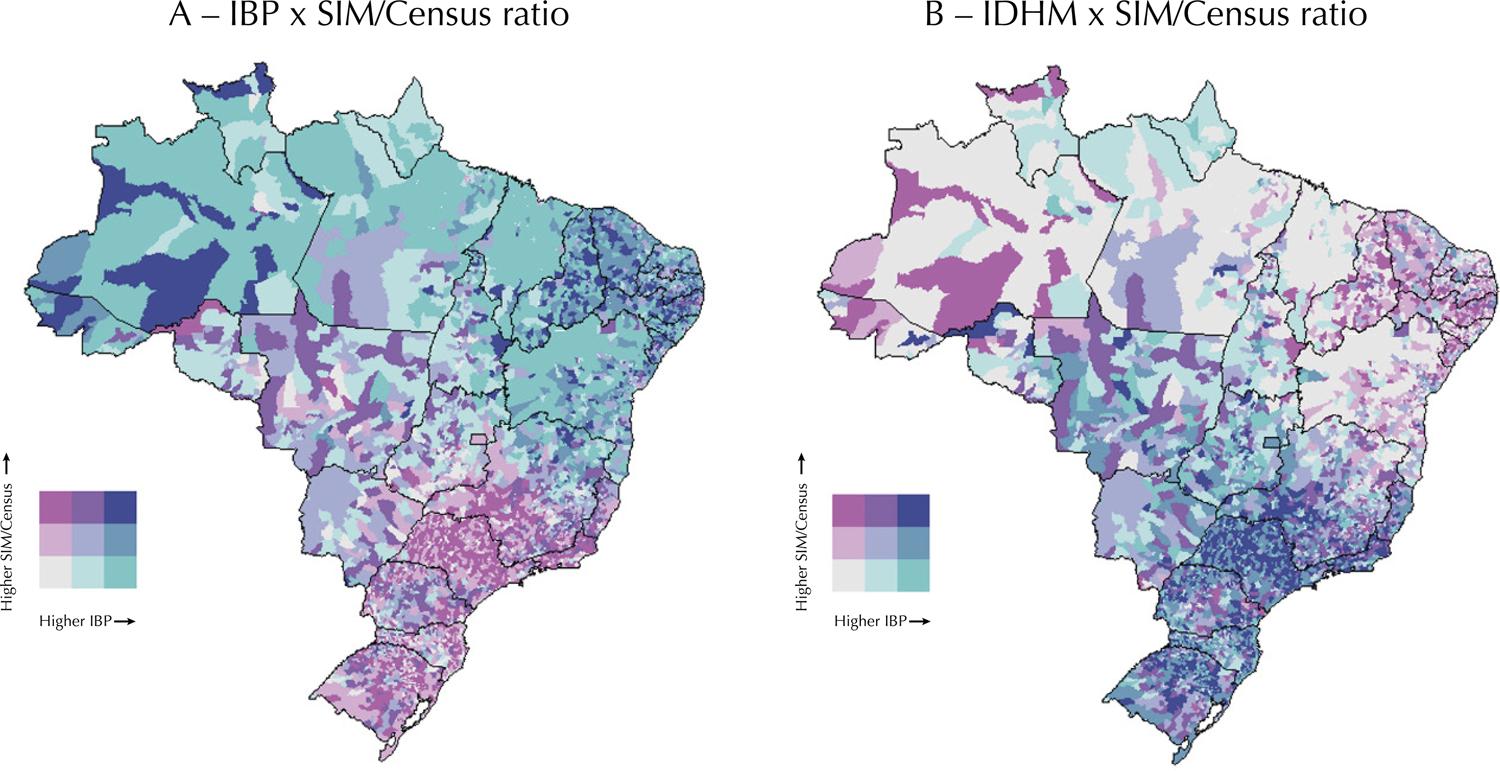 A – IBP x SIM/Census ratio
B – IDHM x SIM/Census ratio
Higher SIM/Census →
Higher IBP→
Higher SIM/Census →
Higher IBP→